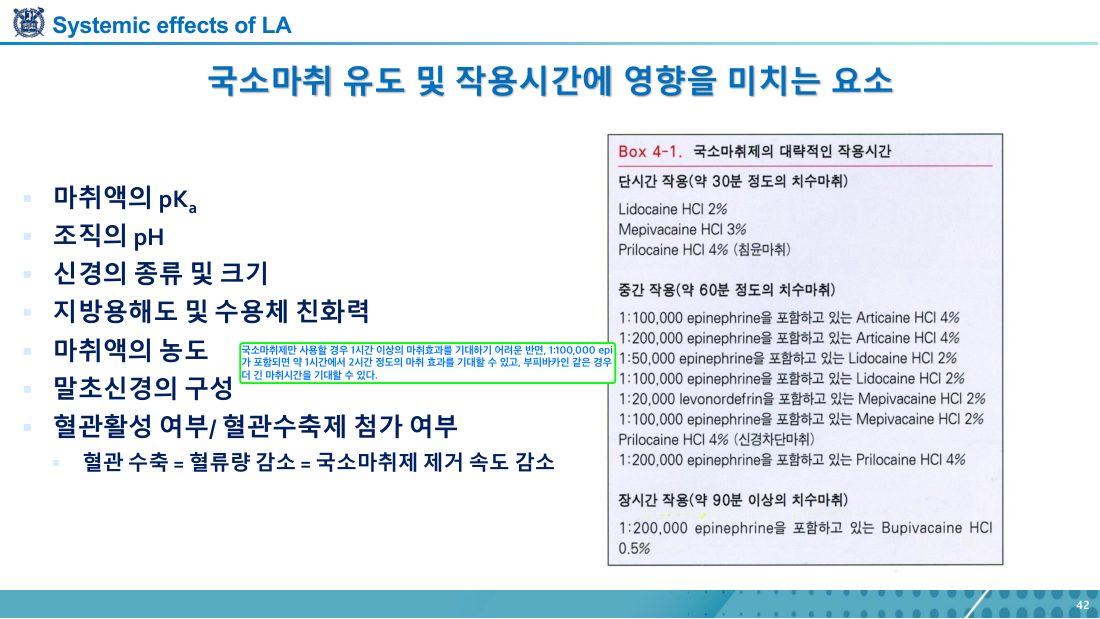 Systemic effects of LA
국소마취 유도 및 작용시간에 영향을 미치는 요소
마취액의 pKa
조직의 pH
신경의 종류 및 크기
지방용해도 및 수용체 친화력
마취액의 농도
국소마취제만 사용할 경우 1시간 이상의 마취효과를 기대하기 어려운 반면, 1:100,000 epi
가 포함되면 약 1시간에서 2시간 정도의 마취 효과를 기대할 수 있고, 부피바카인 같은 경우
더 긴 마취시간을 기대할 수 있다.
말초신경의 구성
혈관활성 여부/ 혈관수축제 첨가 여부
혈관 수축 = 혈류량 감소 = 국소마취제 제거 속도 감소
Box 4-1. 국소마취제의 대략적인 작용시간
단시간 작용(약 30분 정도의 치수마취)
Lidocaine HCl 2%
Mepivacaine HCl 3%
Prilocaine HCl 4% (침윤마취)
중간 작용(약 60분 정도의 치수마취)
1:100,000 epinephrine을 포함하고 있는 Articaine HCl 4%
1:200,000 epinephrine을 포함하고 있는 Articaine HCl 4%
1:50,000 epinephrine을 포함하고 있는 Lidocaine HCl 2%
1:100,000 epinephrine을 포함하고 있는 Lidocaine HCl 2%
1:20,000 levonordefrin을 포함하고 있는 Mepivacaine HCl 2%
1:100,000 epinephrine을 포함하고 있는 Mepivacaine HCl 2%
Prilocaine HCl 4% (신경차단마취)
1:200,000 epinephrine을 포함하고 있는 Prilocaine HCl 4%
장시간 작용(약 90분 이상의 치수마취)
1:200,000 epinephrine을 포함하고 있는 Bupivacaine HCl
0.5%
42